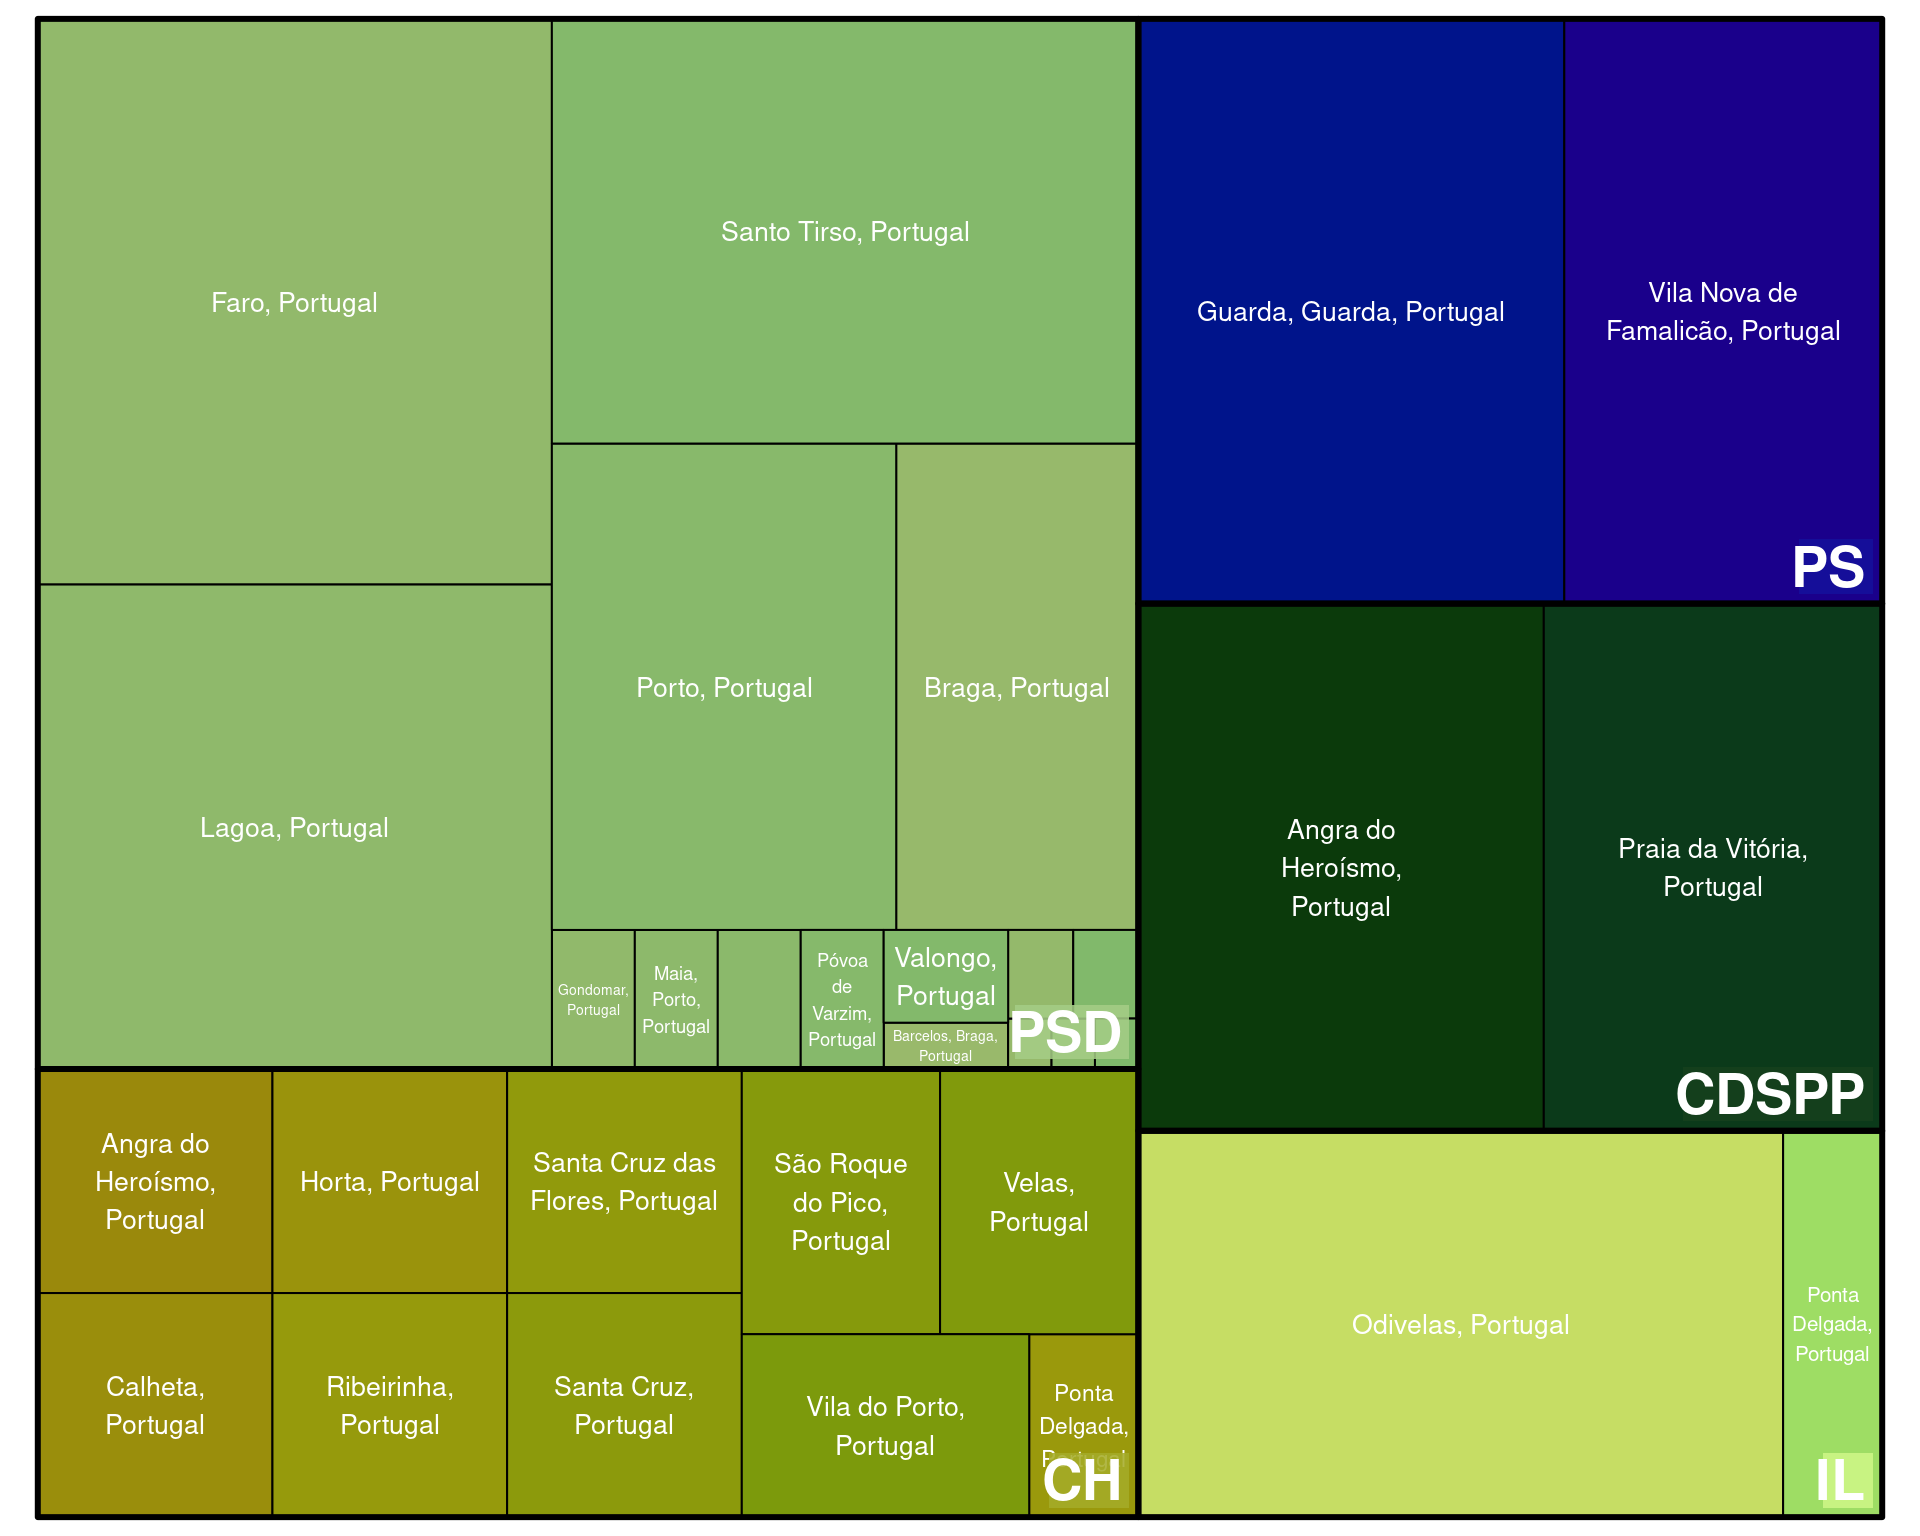 Faro, Portugal
Santo Tirso, Portugal
Lagoa, Portugal
Porto, Portugal
Braga, Portugal
Gondomar,
Portugal
Maia,
Porto,
Portugal
Póvoa
de
Varzim,
Portugal
Valongo,
Portugal
Barcelos, Braga,
Portugal
PSD
Guarda, Guarda, Portugal
Vila Nova de
Famalicão, Portugal
PS
Angra do
Heroísmo,
Portugal
Praia da Vitória,
Portugal
CDSPP
Angra do
Heroísmo,
Portugal
Horta, Portugal
Santa Cruz das
Flores, Portugal
São Roque
do Pico,
Portugal
Velas,
Portugal
Calheta,
Portugal
Ribeirinha,
Portugal
Santa Cruz,
Portugal
Vila do Porto,
Portugal
Ponta
Delgada,
Portugal
CH
Odivelas, Portugal
Ponta
Delgada,
Portugal
IL